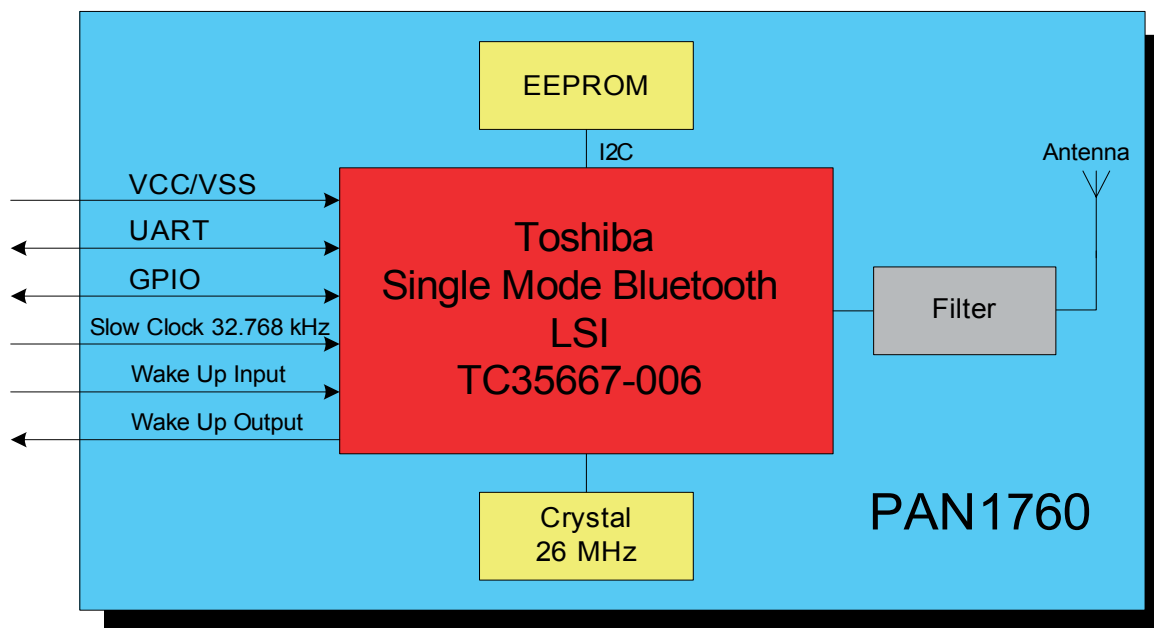 EEPROM
I2C
Antenna
VCC/VSS
UART
GPIO
Slow Clock 32.768 kHz
Wake Up Input
Wake Up Output
Toshiba
Single Mode Bluetooth
LSI
TC35667-006
Filter
Crystal
26 MHz
PAN1760